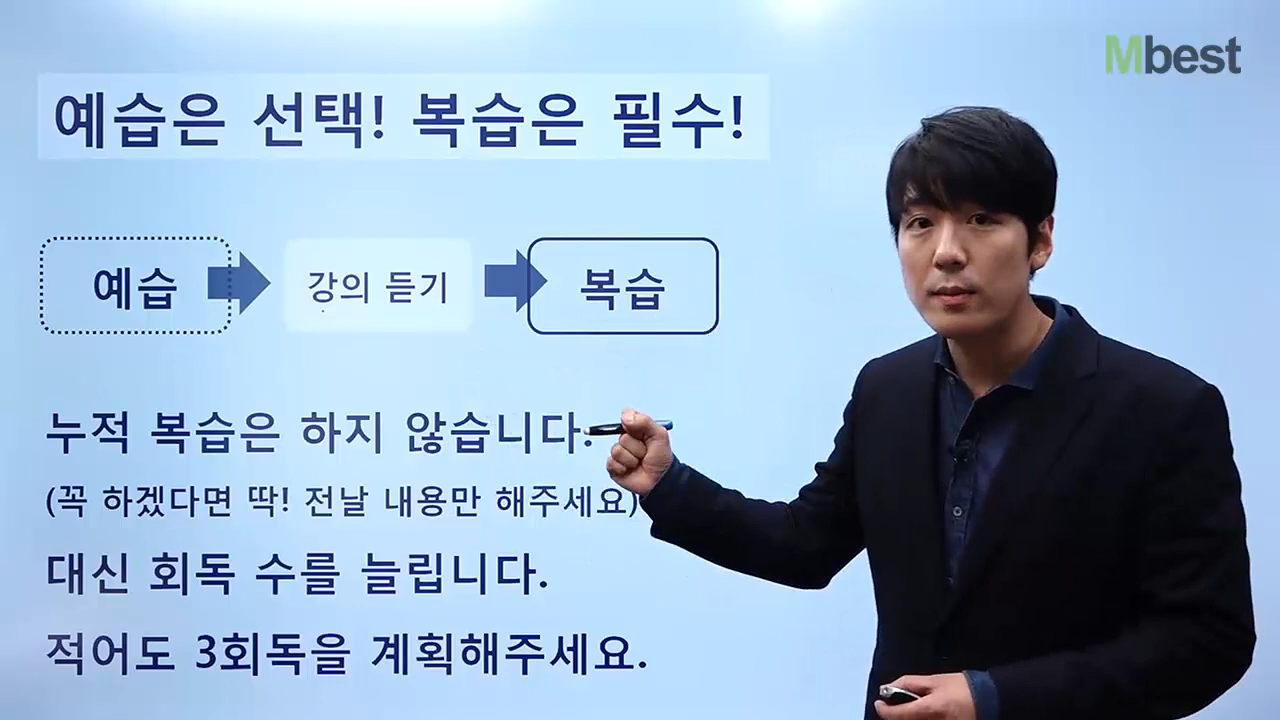 Mbest
예습은 선택! 복습은 필수!
예습
강의 듣기
복습
누적 복습은 하지 않습니다.
(꼭 하겠다면 딱! 전날 내용만 해주세요)
대신 회독 수를 늘립니다.
적어도 3회독을 계획해주세요.